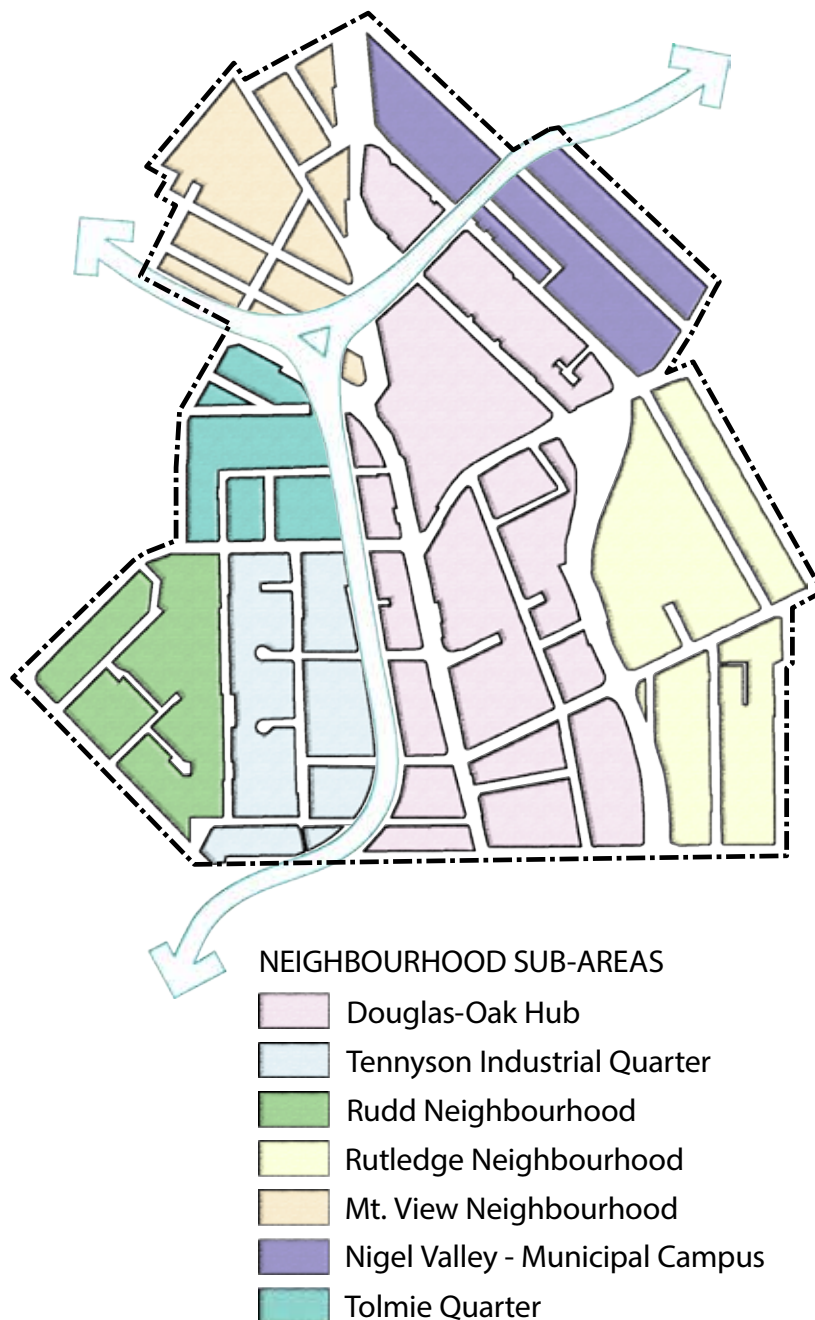 NEIGHBOURHOOD SUB-AREAS
Douglas-Oak Hub
Tennyson Industrial Quarter
Rudd Neighbourhood
Rutledge Neighbourhood
Mt. View Neighbourhood
Nigel Valley - Municipal Campus
Tolmie Quarter